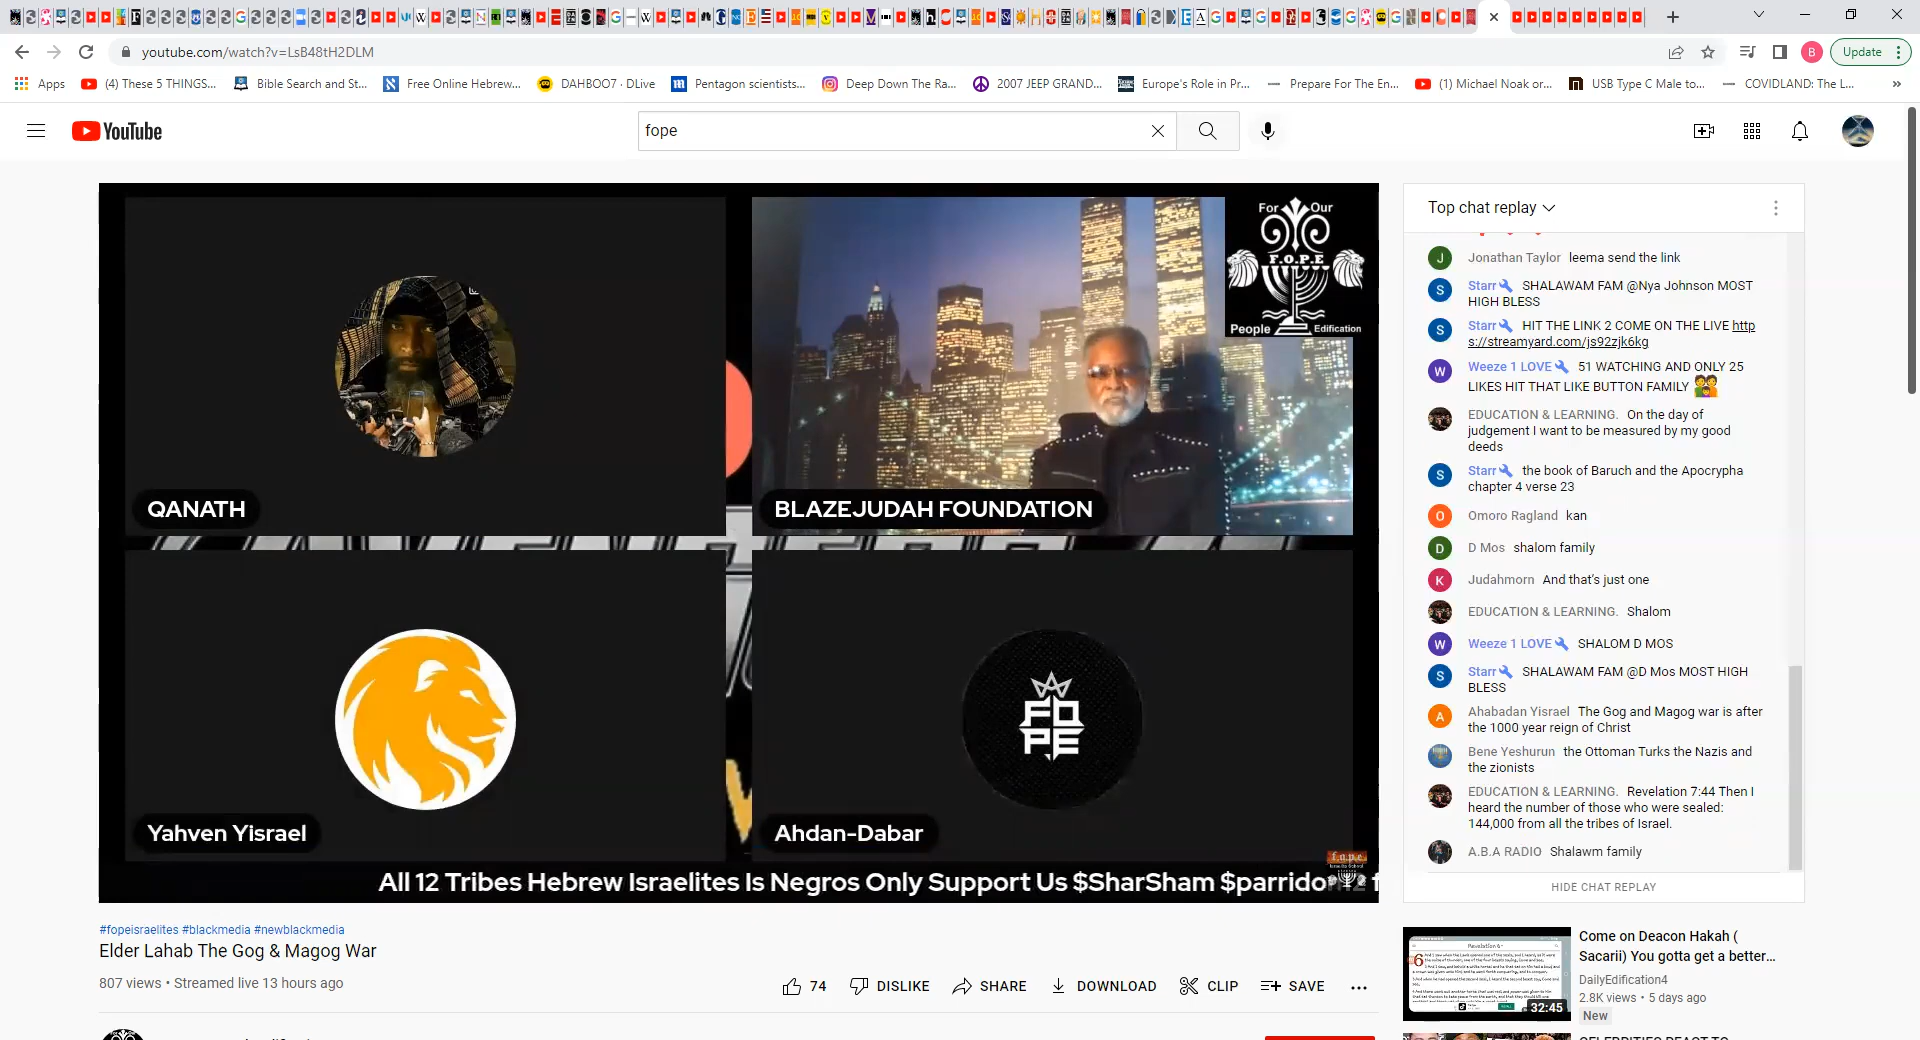 youtube.com/watch?v=LsB48tH2DLM
Update
Apps
(4) These 5 THINGS...
Bible Search and St...
Free Online Hebrew...
DAHBOO7 · DLive
Pentagon scientists...
Deep Down The Ra...
2007 JEEP GRAND...
Europe's Role in Pr...
Prepare For The En...
(1) Michael Noak or...
USB Type C Male to...
COVIDLAND: The L...
»
YouTube
fope
QANATH
For Our
F.O.P.E
People Edification
BLAZEJUDAH FOUNDATION
Yahven Yisrael
FOPE
Ahdan-Dabar
All 12 Tribes Hebrew Israelites Is Negros Only Support Us $SharSham $parrido
Top chat replay
J Jonathan Taylor leema send the link
S Starr SHALAWAM FAM @Nya Johnson MOST
HIGH BLESS
S Starr HIT THE LINK 2 COME ON THE LIVE http
s://streamyard.com/js92zjk6kg
W Weeze 1 LOVE 51 WATCHING AND ONLY 25
LIKES HIT THAT LIKE BUTTON FAMILY
EDUCATION & LEARNING. On the day of
judgement I want to be measured by my good
deeds
S Starr the book of Baruch and the Apocrypha
chapter 4 verse 23
O Omoro Ragland kan
D D Mos shalom family
K Judahmorn And that's just one
EDUCATION & LEARNING. Shalom
W Weeze 1 LOVE SHALOM D MOS
S Starr SHALAWAM FAM @D Mos MOST HIGH
BLESS
A Ahabadan Yisrael The Gog and Magog war is after
the 1000 year reign of Christ
Bene Yeshurun the Ottoman Turks the Nazis and
the zionists
EDUCATION & LEARNING. Revelation 7:44 Then I
heard the number of those who were sealed:
144,000 from all the tribes of Israel.
A.B.A RADIO Shalawm family
HIDE CHAT REPLAY
#fopeisraelites #blackmedia #newblackmedia
Elder Lahab The Gog & Magog War
807 views • Streamed live 13 hours ago
74
DISLIKE
SHARE
DOWNLOAD
CLIP
SAVE
Come on Deacon Hakah (
Sacarii) You gotta get a better...
DailyEdification4
2.8K views • 5 days ago
New
32:45